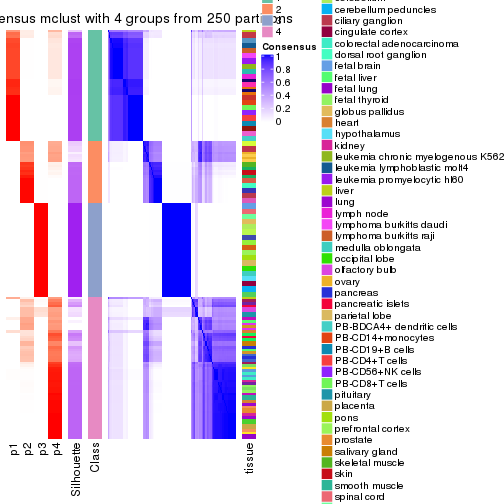 ensus mclust with 4 groups from 250 partitions
2
4
Consensus
1
0.8
0.6
0.4
0.2
0
cerebellum peduncles
ciliary ganglion
cingulate cortex
colorectal adenocarcinoma
dorsal root ganglion
fetal brain
fetal liver
fetal lung
fetal thyroid
globus pallidus
heart
hypothalamus
kidney
leukemia chronic myelogenous K562
leukemia lymphoblastic molt4
leukemia promyelocytic hl60
liver
lung
lymph node
lymphoma burkitts daudi
lymphoma burkitts raji
medulla oblongata
occipital lobe
olfactory bulb
ovary
pancreas
pancreatic islets
parietal lobe
PB-BDCA4+ dendritic cells
PB-CD14+monocytes
PB-CD19+B cells
PB-CD4+T cells
PB-CD56+NK cells
PB-CD8+T cells
pituitary
placenta
pons
prefrontal cortex
prostate
salivary gland
skeletal muscle
skin
smooth muscle
spinal cord
p1
p2
p3
p4
Silhouette
Class
tissue